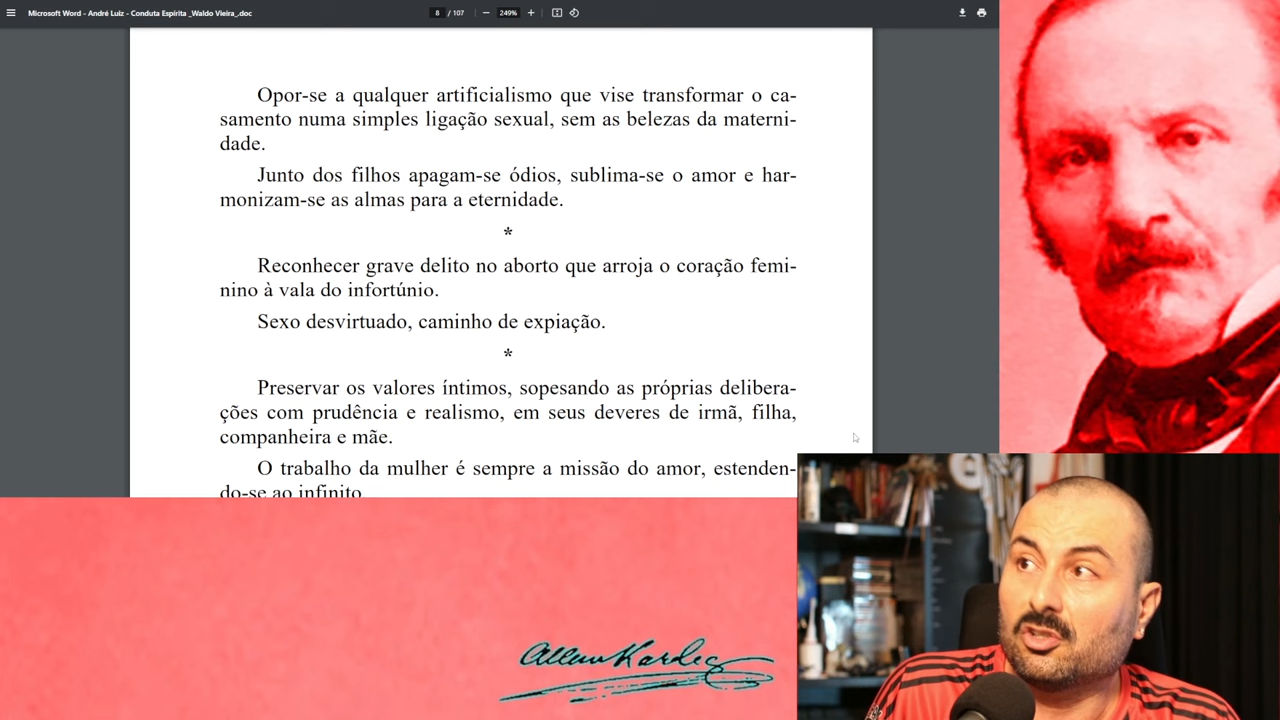 Microsoft Word - André Luiz - Conduta Espírita _Waldo Vieira_.doc
8 / 107
249%
Opor-se a qualquer artificialismo que vise transformar o ca-
samento numa simples ligação sexual, sem as belezas da materni-
dade.
Junto dos filhos apagam-se ódios, sublima-se o amor e har-
monizam-se as almas para a eternidade.
*
Reconhecer grave delito no aborto que arroja o coração femi-
nino à vala do infortúnio.
Sexo desvirtuado, caminho de expiação.
*
Preservar os valores íntimos, sopesando as próprias delibera-
ções com prudência e realismo, em seus deveres de irmã, filha,
companheira e mãe.
O trabalho da mulher é sempre a missão do amor, estenden-
do-se ao infinito
Allan Kardec